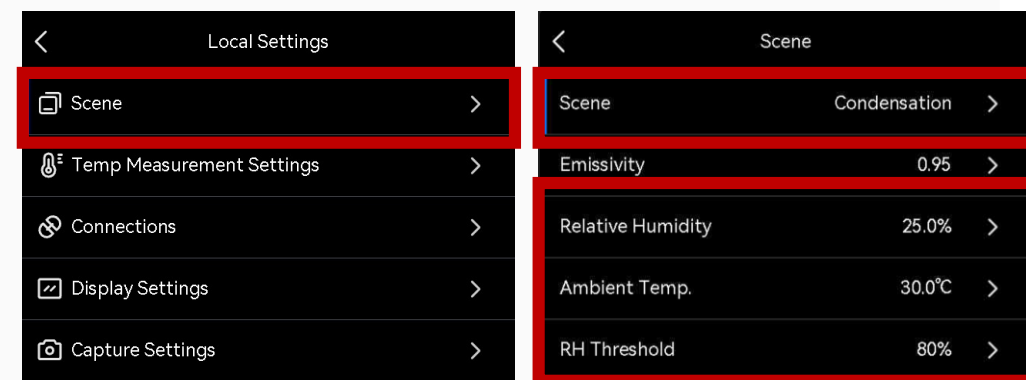 Local Settings
Scene
Temp Measurement Settings
Connections
Display Settings
Capture Settings
Scene
Scene Condensation
Emissivity 0.95
Relative Humidity 25.0%
Ambient Temp. 30.0°C
RH Threshold 80%